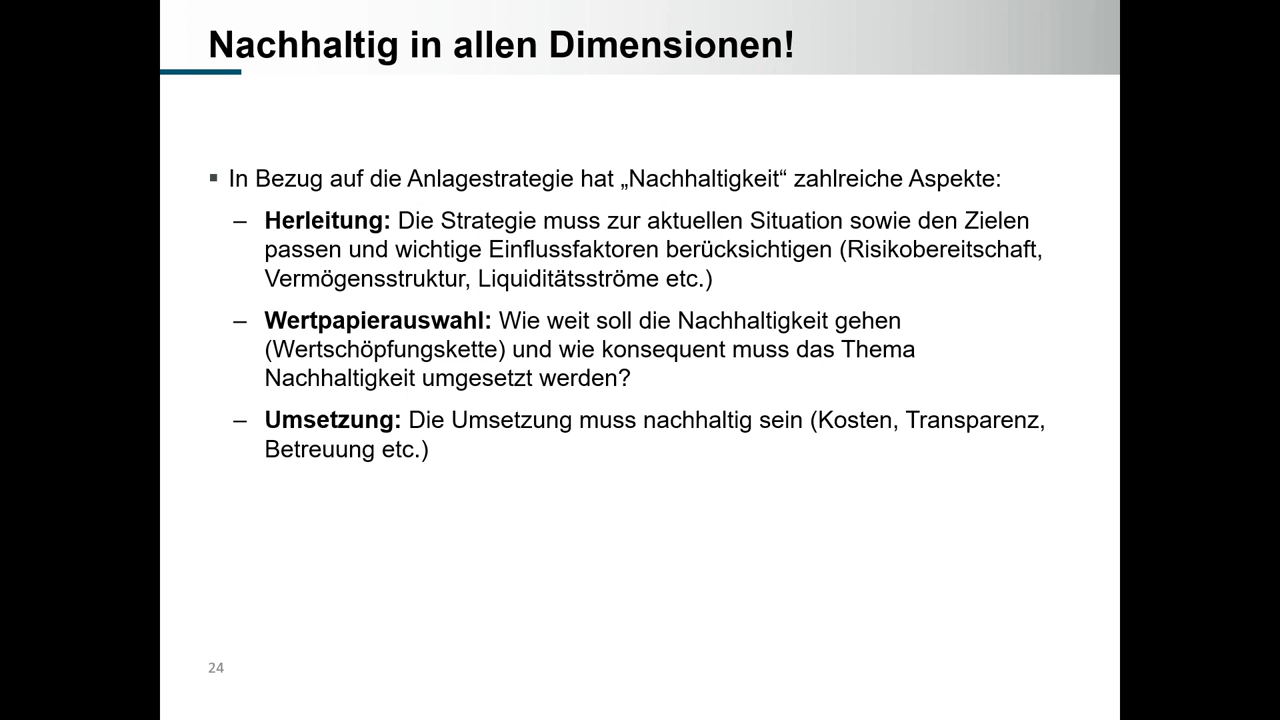 Nachhaltig in allen Dimensionen!
▪ In Bezug auf die Anlagestrategie hat „Nachhaltigkeit“ zahlreiche Aspekte:
– Herleitung: Die Strategie muss zur aktuellen Situation sowie den Zielen
passen und wichtige Einflussfaktoren berücksichtigen (Risikobereitschaft,
Vermögensstruktur, Liquiditätsströme etc.)
– Wertpapierauswahl: Wie weit soll die Nachhaltigkeit gehen
(Wertschöpfungskette) und wie konsequent muss das Thema
Nachhaltigkeit umgesetzt werden?
– Umsetzung: Die Umsetzung muss nachhaltig sein (Kosten, Transparenz,
Betreuung etc.)
24